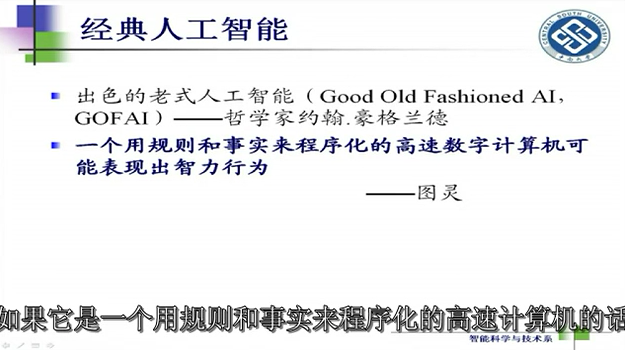 经典人工智能
CENTRAL SOUTH UNIVERSITY
出色的老式人工智能（Good Old Fashioned AI，
GOFAI）——哲学家约翰.豪格兰德
一个用规则和事实来程序化的高速数字计算机可
能表现出智力行为
——图灵
如果它是一个用规则和事实来程序化的高速计算机的话
智能科学与技术系